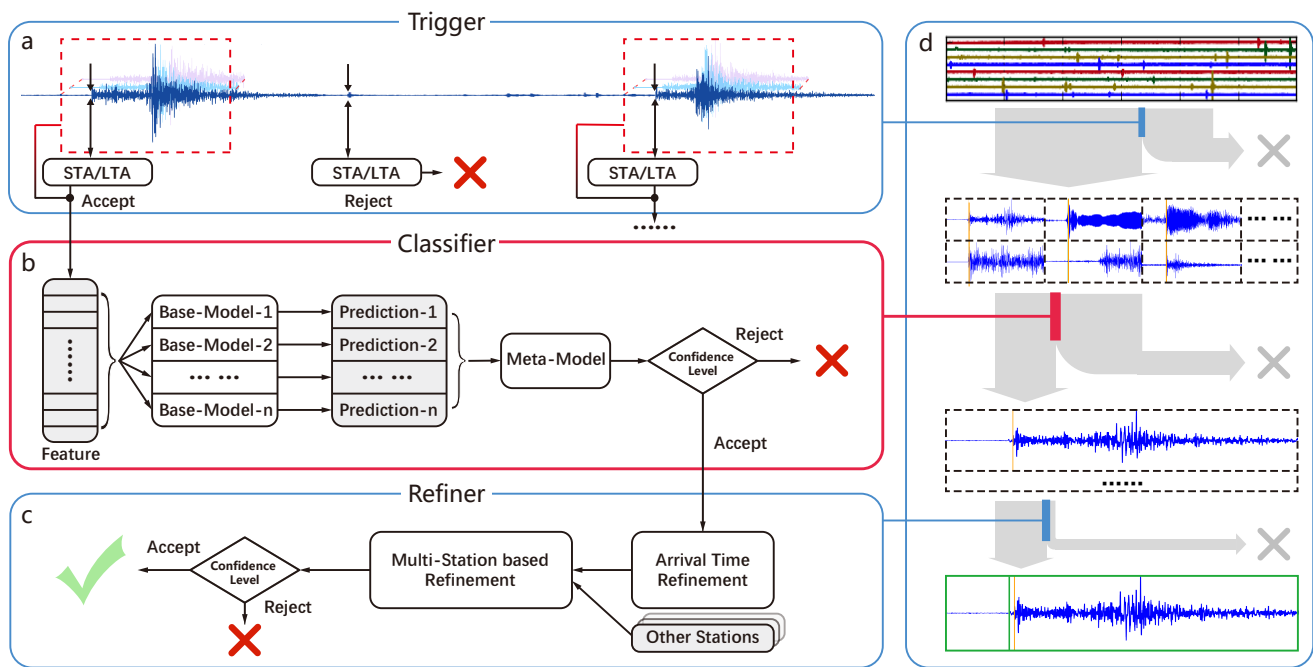 Trigger
a
STA/LTA
STA/LTA
STA/LTA
Accept
Reject
......
Classifier
b
Feature
Base-Model-1
Base-Model-2
... ...
Base-Model-n
Prediction-1
Prediction-2
... ...
Prediction-n
Meta-Model
Confidence
Level
Reject
Accept
Refiner
c
Accept
Confidence
Level
Reject
Multi-Station based
Refinement
Arrival Time
Refinement
Other Stations
d
... ...
... ...
......